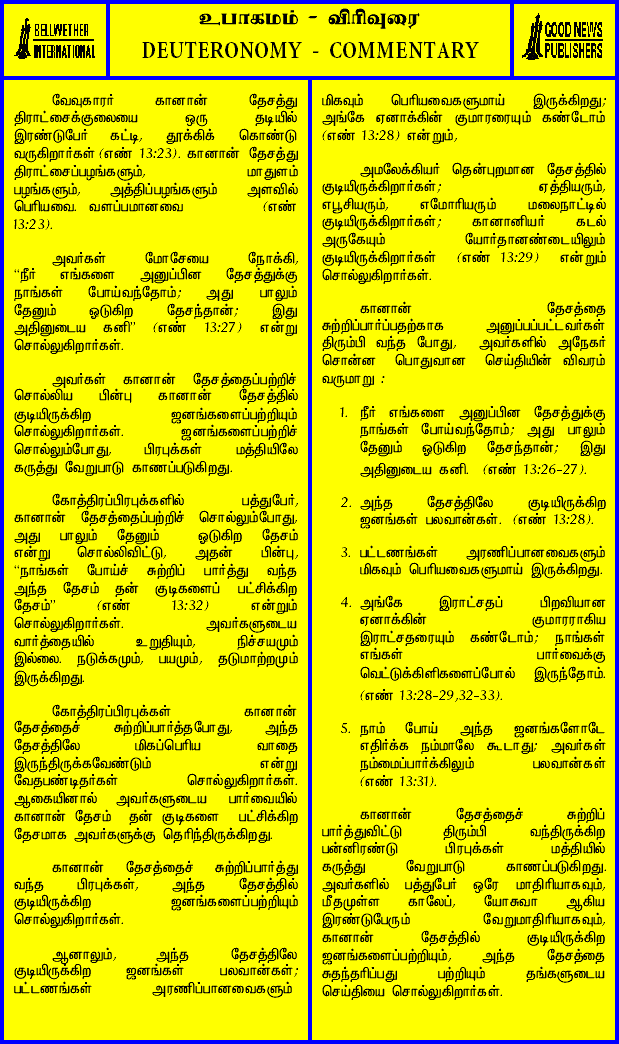 BELLWETHER
INTERNATIONAL
உபாகமம் - விரிவுரை
DEUTERONOMY - COMMENTARY
GOOD NEWS
PUBLISHERS
வேவுகாரர் கானான் தேசத்து
திராட்சைக்குலையை ஒரு தடியில்
இரண்டுபேர் கட்டி, தூக்கிக் கொண்டு
வருகிறார்கள் (எண் 13:23). கானான் தேசத்து
திராட்சைப்பழங்களும், மாதுளம்
பழங்களும், அத்திப்பழங்களும் அளவில்
பெரியவை. வளப்பமானவை (எண்
13:23).
அவர்கள் மோசேயை நோக்கி,
“நீர் எங்களை அனுப்பின தேசத்துக்கு
நாங்கள் போய்வந்தோம்; அது பாலும்
தேனும் ஓடுகிற தேசந்தான்; இது
அதினுடைய கனி” (எண் 13:27) என்று
சொல்லுகிறார்கள்.
அவர்கள் கானான் தேசத்தைப்பற்றிச்
சொல்லிய பின்பு கானான் தேசத்தில்
குடியிருக்கிற ஜனங்களைப்பற்றியும்
சொல்லுகிறார்கள். ஜனங்களைப்பற்றிச்
சொல்லும்போது, பிரபுக்கள் மத்தியிலே
கருத்து வேறுபாடு காணப்படுகிறது.
கோத்திரப்பிரபுக்களில் பத்துபேர்,
கானான் தேசத்தைப்பற்றிச் சொல்லும்போது,
அது பாலும் தேனும் ஓடுகிற தேசம்
என்று சொல்லிவிட்டு, அதன் பின்பு,
“நாங்கள் போய்ச் சுற்றிப் பார்த்து வந்த
அந்த தேசம் தன் குடிகளைப் பட்சிக்கிற
தேசம்” (எண் 13:32) என்றும்
சொல்லுகிறார்கள். அவர்களுடைய
வார்த்தையில் உறுதியும், நிச்சயமும்
இல்லை. நடுக்கமும், பயமும், தடுமாற்றமும்
இருக்கிறது.
கோத்திரப்பிரபுக்கள் கானான்
தேசத்தைச் சுற்றிப்பார்த்தபோது, அந்த
தேசத்திலே மிகப்பெரிய வாதை
இருந்திருக்கவேண்டும் என்று
வேதபண்டிதர்கள் சொல்லுகிறார்கள்.
ஆகையினால் அவர்களுடைய பார்வையில்
கானான் தேசம் தன் குடிகளை பட்சிக்கிற
தேசமாக அவர்களுக்கு தெரிந்திருக்கிறது.
கானான் தேசத்தைச் சுற்றிப்பார்த்து
வந்த பிரபுக்கள், அந்த தேசத்தில்
குடியிருக்கிற ஜனங்களைப்பற்றியும்
சொல்லுகிறார்கள்.
ஆனாலும், அந்த தேசத்திலே
குடியிருக்கிற ஜனங்கள் பலவான்கள்;
பட்டணங்கள் அரணிப்பானவைகளும்
மிகவும் பெரியவைகளுமாய் இருக்கிறது;
அங்கே ஏனாக்கின் குமாரரையும் கண்டோம்
(எண் 13:28) என்றும்,
அமலேக்கியர் தென்புறமான தேசத்தில்
குடியிருக்கிறார்கள்; ஏத்தியரும்,
எபூசியரும், எமோரியரும் மலைநாட்டில்
குடியிருக்கிறார்கள்; கானானியர் கடல்
அருகேயும் யோர்தானண்டையிலும்
குடியிருக்கிறார்கள் (எண் 13:29) என்றும்
சொல்லுகிறார்கள்.
கானான் தேசத்தை
சுற்றிப்பார்ப்பதற்காக அனுப்பப்பட்டவர்கள்
திரும்பி வந்த போது, அவர்களில் அநேகர்
சொன்ன பொதுவான செய்தியின் விவரம்
வருமாறு :
1. நீர் எங்களை அனுப்பின தேசத்துக்கு
நாங்கள் போய்வந்தோம்; அது பாலும்
தேனும் ஓடுகிற தேசந்தான்; இது
அதினுடைய கனி. (எண் 13:26-27).
2. அந்த தேசத்திலே குடியிருக்கிற
ஜனங்கள் பலவான்கள். (எண் 13:28).
3. பட்டணங்கள் அரணிப்பானவைகளும்
மிகவும் பெரியவைகளுமாய் இருக்கிறது.
4. அங்கே இராட்சதப் பிறவியான
ஏனாக்கின் குமாரராகிய
இராட்சதரையும் கண்டோம்; நாங்கள்
எங்கள் பார்வைக்கு
வெட்டுக்கிளிகளைப்போல் இருந்தோம்.
(எண் 13:28-29,32-33).
5. நாம் போய் அந்த ஜனங்களோடே
எதிர்க்க நம்மாலே கூடாது; அவர்கள்
நம்மைப்பார்க்கிலும் பலவான்கள்
(எண் 13:31).
கானான் தேசத்தைச் சுற்றிப்
பார்த்துவிட்டு திரும்பி வந்திருக்கிற
பன்னிரண்டு பிரபுக்கள் மத்தியில்
கருத்து வேறுபாடு காணப்படுகிறது.
அவர்களில் பத்துபேர் ஒரே மாதிரியாகவும்,
மீதமுள்ள காலேப், யோசுவா ஆகிய
இரண்டுபேரும் வேறுமாதிரியாகவும்,
கானான் தேசத்தில் குடியிருக்கிற
ஜனங்களைப்பற்றியும், அந்த தேசத்தை
சுதந்தரிப்பது பற்றியும் தங்களுடைய
செய்தியை சொல்லுகிறார்கள்.